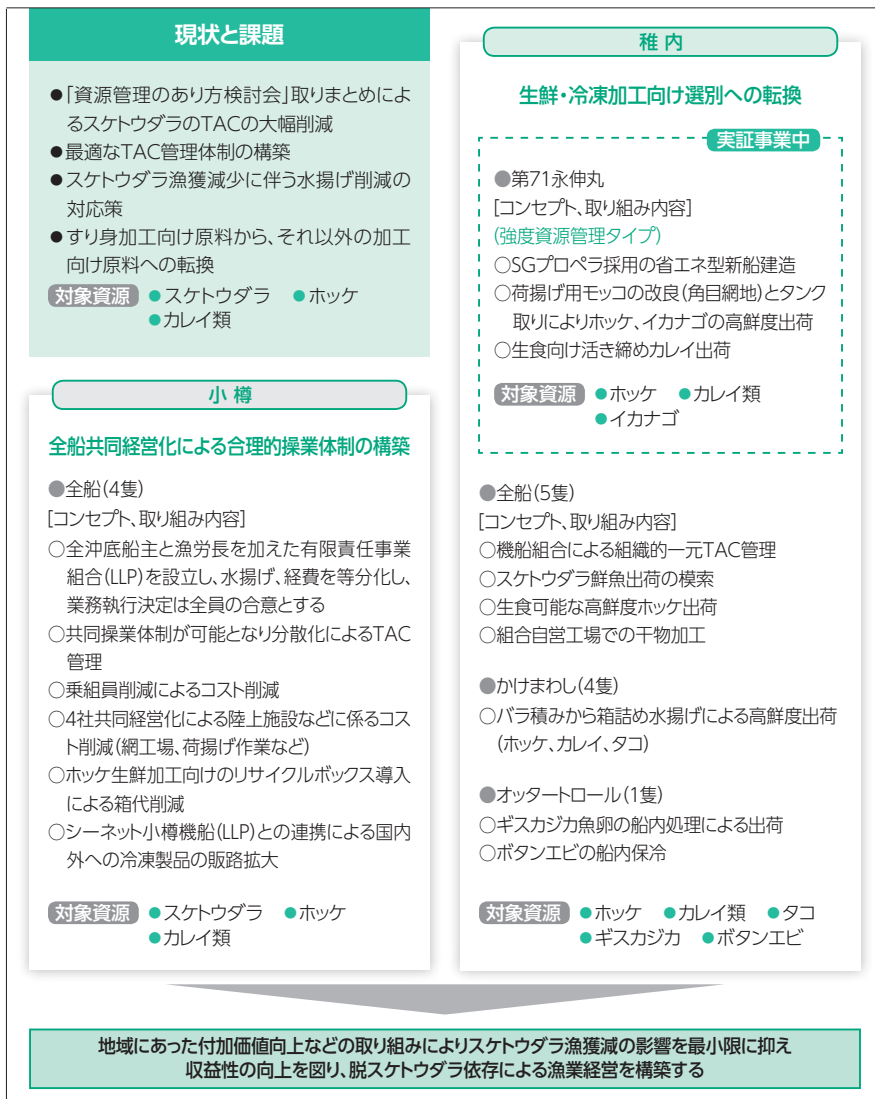 現状と課題
●「資源管理のあり方検討会」取りまとめによ
るスケトウダラのTACの大幅削減
●最適なTAC管理体制の構築
●スケトウダラ漁獲減少に伴う水揚げ削減の
対応策
●すり身加工向け原料から、それ以外の加工
向け原料への転換
対象資源 ●スケトウダラ ●ホッケ
●カレイ類
小樽
全船共同経営化による合理的操業体制の構築
●全船(4隻)
[コンセプト、取り組み内容]
○全沖底船主と漁労長を加えた有限責任事業
組合(LLP)を設立し、水揚げ、経費を等分化し、
業務執行決定は全員の合意とする
○共同操業体制が可能となり分散化によるTAC
管理
○乗組員削減によるコスト削減
○4社共同経営化による陸上施設などに係るコス
ト削減(網工場、荷揚げ作業など)
○ホッケ生鮮加工向けのリサイクルボックス導入
による箱代削減
○シーネット小樽機船(LLP)との連携による国内
外への冷凍製品の販路拡大
対象資源 ●スケトウダラ ●ホッケ
●カレイ類
稚内
生鮮・冷凍加工向け選別への転換
実証事業中
●第71永伸丸
[コンセプト、取り組み内容]
(強度資源管理タイプ)
○SGプロペラ採用の省エネ型新船建造
○荷揚げ用モッコの改良(角目網地)とタンク
取りによりホッケ、イカナゴの高鮮度出荷
○生食向け活き締めカレイ出荷
対象資源 ●ホッケ ●カレイ類
●イカナゴ
●全船(5隻)
[コンセプト、取り組み内容]
○機船組合による組織的一元TAC管理
○スケトウダラ鮮魚出荷の模索
○生食可能な高鮮度ホッケ出荷
○組合自営工場での干物加工
●かけまわし(4隻)
○バラ積みから箱詰め水揚げによる高鮮度出荷
(ホッケ、カレイ、タコ)
●オッタートロール(1隻)
○ギスカジカ魚卵の船内処理による出荷
○ボタンエビの船内保冷
対象資源 ●ホッケ ●カレイ類 ●タコ
●ギスカジカ ●ボタンエビ
地域にあった付加価値向上などの取り組みによりスケトウダラ漁獲減の影響を最小限に抑え
収益性の向上を図り、脱スケトウダラ依存による漁業経営を構築する